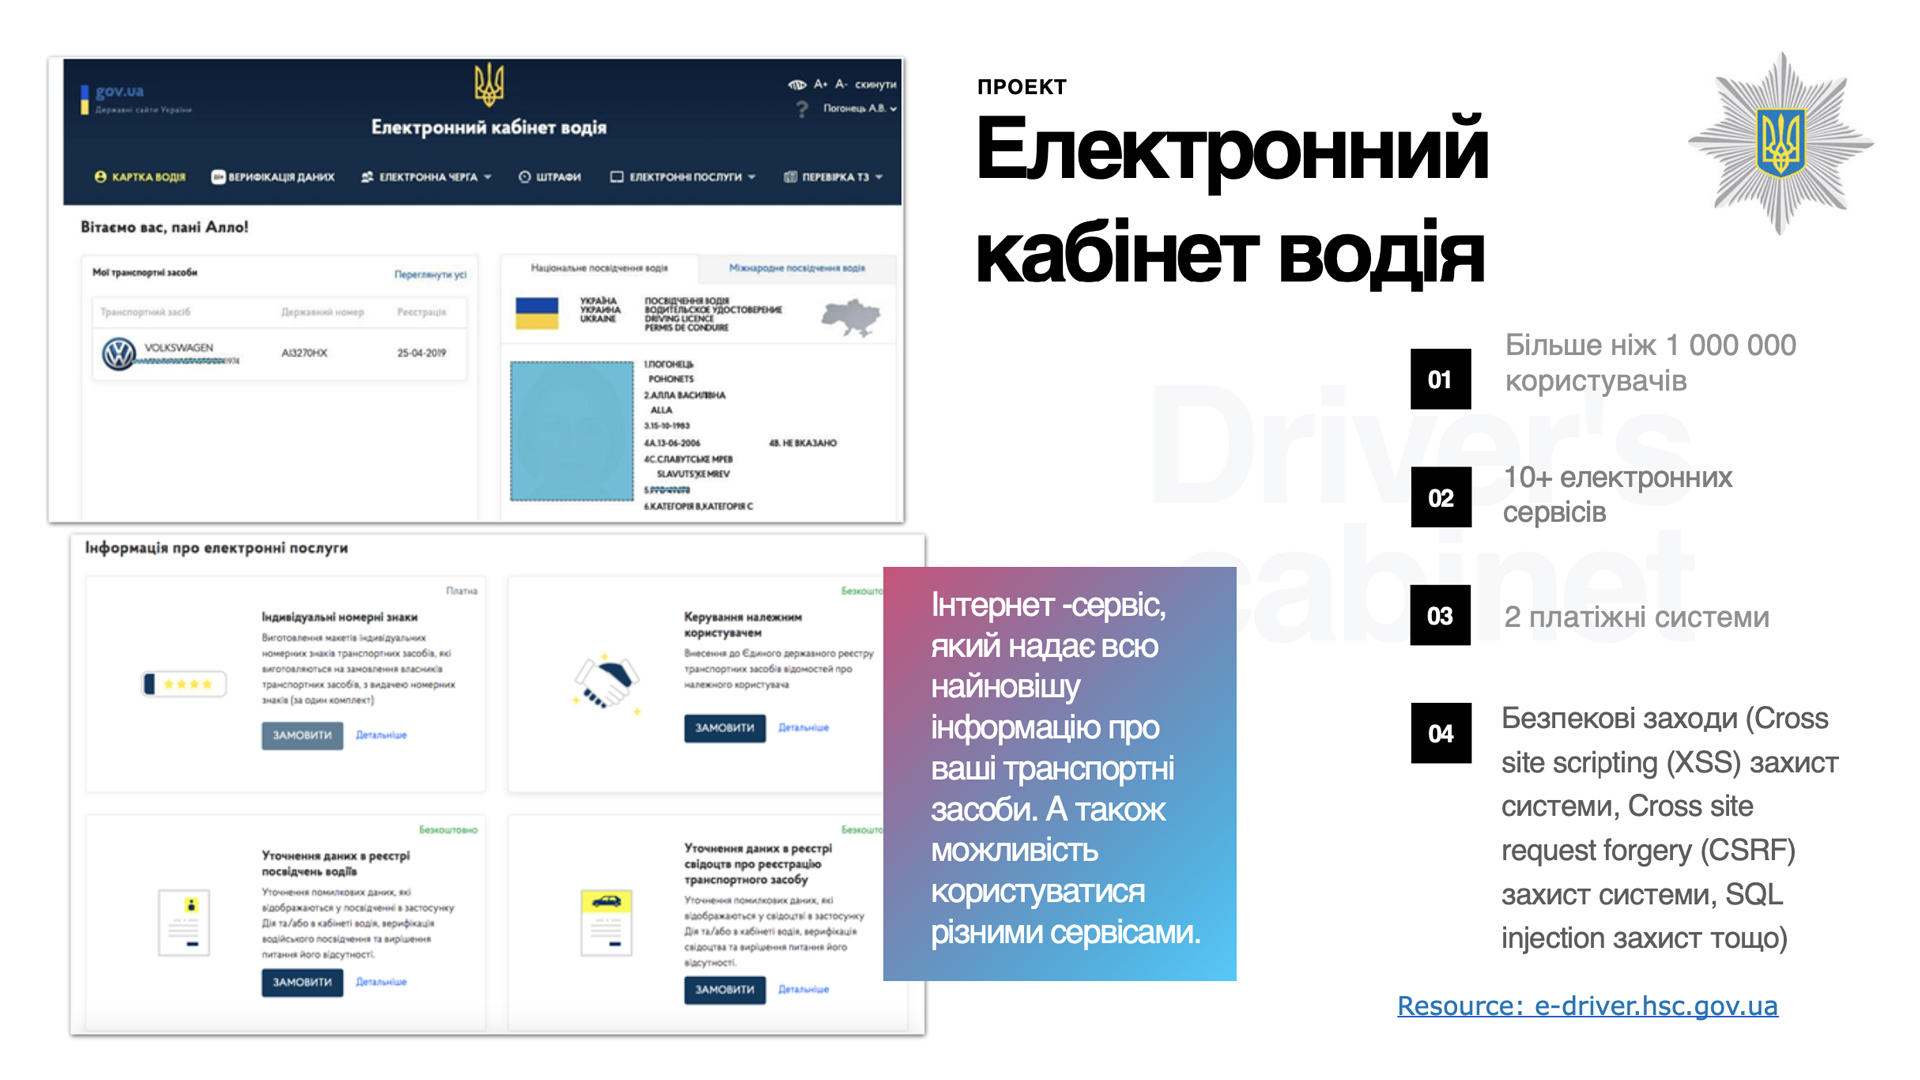 gov.ua
Державні сайти України
A+ A- скинути
? Погонець А.В.
Електронний кабінет водія
КАРТКА ВОДІЯ
ВЕРИФІКАЦІЯ ДАНИХ
ЕЛЕКТРОННА ЧЕРГА
ШТРАФИ
ЕЛЕКТРОННІ ПОСЛУГИ
ПЕРЕВІРКА ТЗ
Вітаємо вас, пані Алло!
Мої транспортні засоби
Переглянути усі
Транспортний засіб
Державний номер
Реєстрація
VOLKSWAGEN
AI3270HX
25-04-2019
Національне посвідчення водія
Міжнародне посвідчення водія
УКРАЇНА
УКРАИНА
UKRAINE
ПОСВІДЧЕННЯ ВОДІЯ
ВОДИТЕЛЬСКОЕ УДОСТОВЕРЕНИЕ
DRIVING LICENCE
PERMIS DE CONDUIRE
1.ПОГОНЕЦЬ
POHONETS
2.АЛЛА ВАСИЛІВНА
ALLA
3.15-10-1983
4A.13-06-2006
4B. НЕ ВКАЗАНО
4C.СЛАВУТСЬКЕ МРЕВ
SLAVUTS'KE MREV
5.
6.КАТЕГОРІЯ B,КАТЕГОРІЯ C
Інформація про електронні послуги
Платна
Індивідуальні номерні знаки
Виготовлення макетів індивідуальних
номерних знаків транспортних засобів, які
виготовляються на замовлення власників
транспортних засобів, з видачею номерних
знаків (за один комплект)
ЗАМОВИТИ
Детальніше
Безкошто
Керування належним
користувачем
Внесення до Єдиного державного реєстру
транспортних засобів відомостей про
належного користувача
ЗАМОВИТИ
Детальніше
Безкоштовно
Уточнення даних в реєстрі
посвідчень водіїв
Уточнення помилкових даних, які
відображаються у посвідченні в застосунку
Дія та/або в кабінеті водія, верифікація
водійського посвідчення та вирішення
питання його відсутності.
ЗАМОВИТИ
Детальніше
Безкошто
Уточнення даних в реєстрі
свідоцтв про реєстрацію
транспортного засобу
Уточнення помилкових даних, які
відображаються у свідоцтві в застосунку
Дія та/або в кабінеті водія, верифікація
свідоцтва та вирішення питання його
відсутності.
ЗАМОВИТИ
Детальніше
Інтернет -сервіс,
який надає всю
найновішу
інформацію про
ваші транспортні
засоби. А також
можливість
користуватися
різними сервісами.
ПРОЕКТ
Електронний
кабінет водія
Driver's
cabinet
01
Більше ніж 1 000 000
користувачів
02
10+ електронних
сервісів
03
2 платіжні системи
04
Безпекові заходи (Cross
site scripting (XSS) захист
системи, Cross site
request forgery (CSRF)
захист системи, SQL
injection захист тощо)
Resource: e-driver.hsc.gov.ua